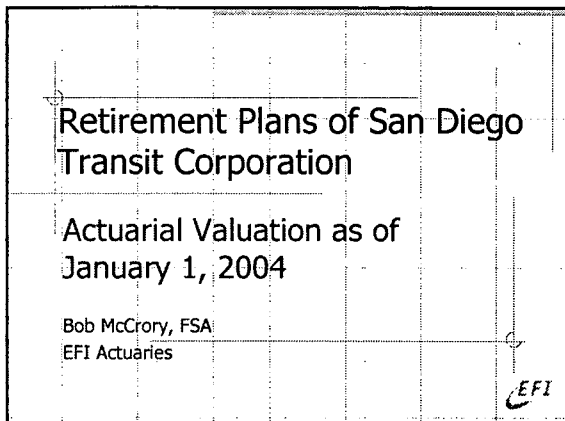 Retirement Plans of San Diego
Transit Corporation
Actuarial Valuation as of
January 1, 2004
Bob McCrory, FSA
EFI Actuaries
EFI